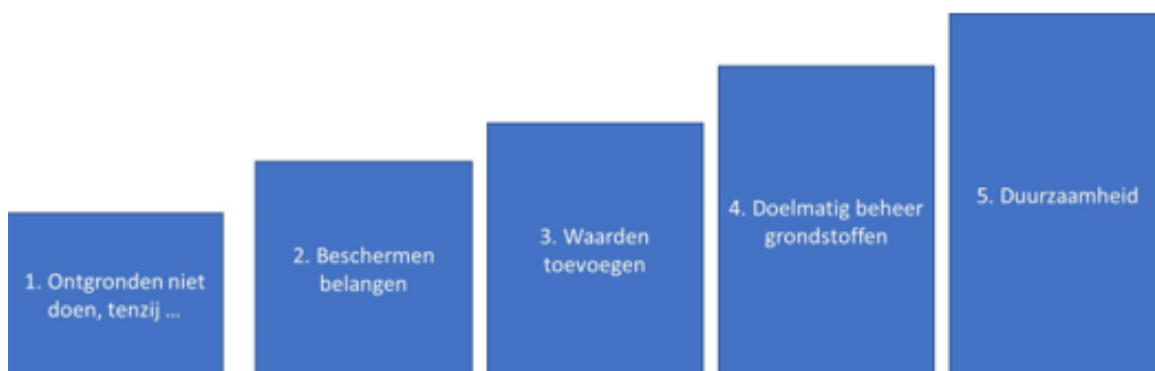 1. Ontgronden niet
doen, tenzij ...
2. Beschermen
belangen
3. Waarden
toevoegen
4. Doelmatig beheer
grondstoffen
5. Duurzaamheid